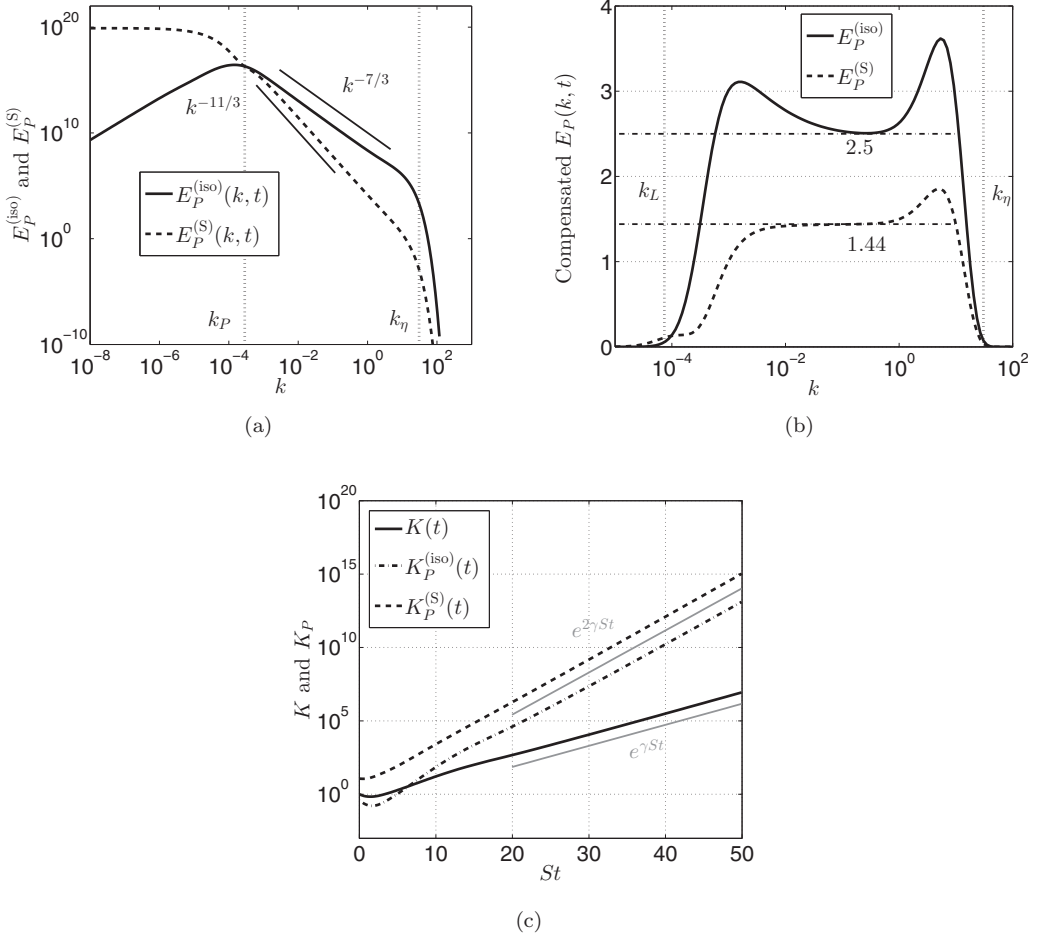 10^20
10^10
10^0
10^−10
E_P^(iso) and E_P^(S)
k^−11/3
k^−7/3
E_P^(iso)(k, t)
E_P^(S)(k, t)
k_P
k_η
10^−8
10^−6
10^−4
10^−2
10^0
10^2
k
(a)
4
3
2
1
0
Compensated E_P(k, t)
E_P^(iso)
E_P^(S)
2.5
1.44
k_L
k_η
10^−4
10^−2
10^0
10^2
k
(b)
10^20
10^15
10^10
10^5
10^0
K and K_P
K(t)
K_P^(iso)(t)
K_P^(S)(t)
e^2γSt
e^γSt
0
10
20
30
40
50
St
(c)